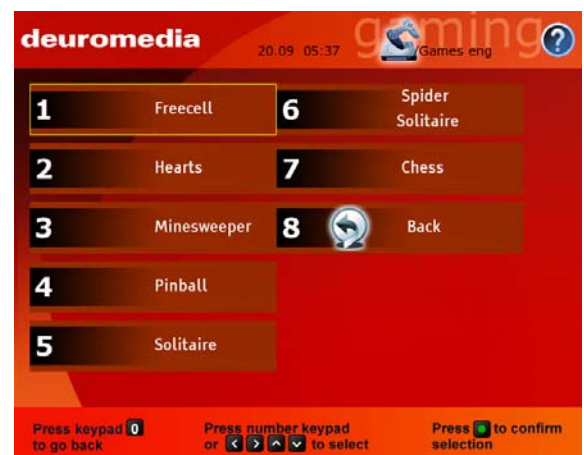 deuromedia
gaming
20.09 05:37
/Games eng
?
1 Freecell
2 Hearts
3 Minesweeper
4 Pinball
5 Solitaire
6 Spider
Solitaire
7 Chess
8 Back
Press keypad 0
to go back
Press number keypad
or < > ^ v to select
Press to confirm
selection